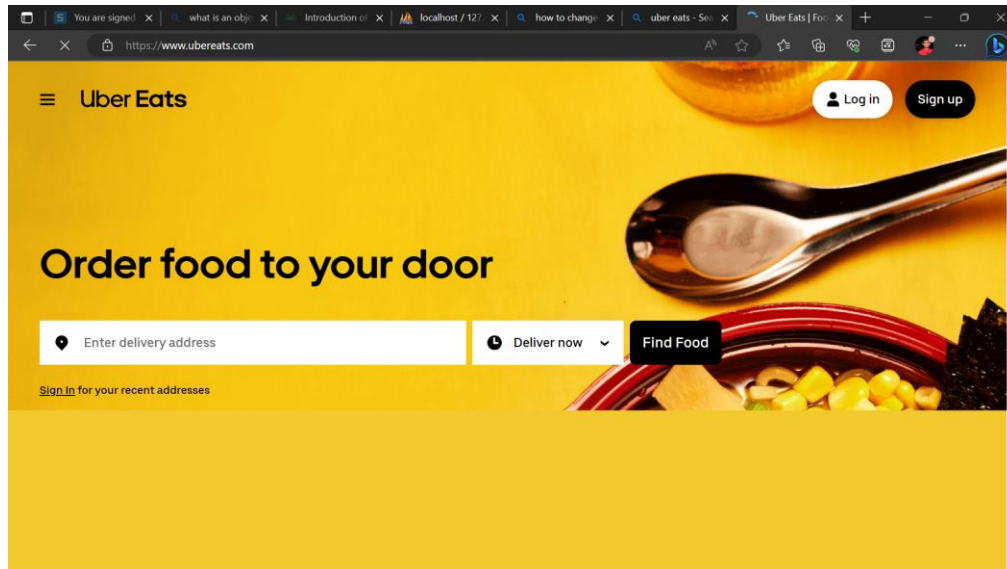 You are signed
what is an obje
Introduction of
localhost / 127.
how to change
uber eats - Sea
Uber Eats | Foo
https://www.ubereats.com
Uber Eats
Log in
Sign up
Order food to your door
Enter delivery address
Deliver now
Find Food
Sign In for your recent addresses